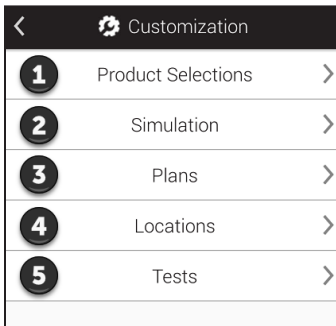 Customization
1 Product Selections
2 Simulation
3 Plans
4 Locations
5 Tests